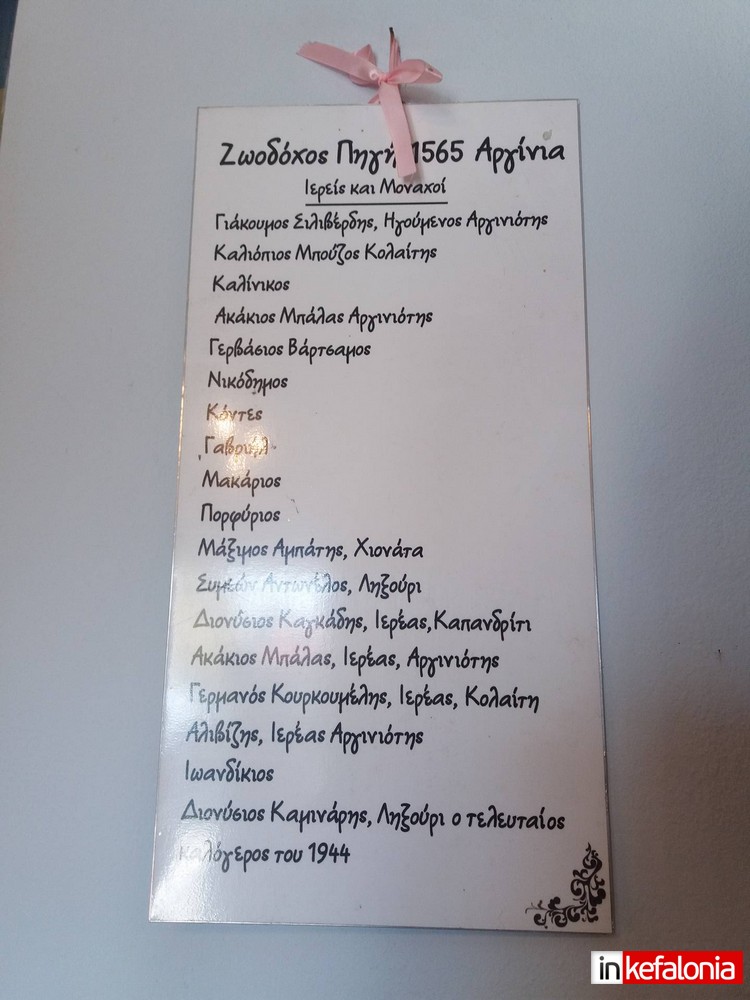 Ζωοδόχος Πηγή 1565 Αργίνια
Ιερείς και Μοναχοί
Γιάκουμος Σιλιβέρδης, Ηγούμενος Αργινιότης
Καλιόπιος Μπούζος Κολαίτης
Καλίνικος
Ακάκιος Μπάλας Αργινιότης
Γερβάσιος Βάρτσαμος
Νικόδημος
Κόντες
Γαβριήλ
Μακάριος
Πορφύριος
Μάξιμος Αμπάτης, Χιονάτα
Συμεών Αντωνέλος, Ληξούρι
Διονύσιος Καγκάδης, Ιερέας,Καπανδρίτι
Ακάκιος Μπάλας, Ιερέας, Αργινιότης
Γερμανός Κουρκουμέλης, Ιερέας, Κολαίτη
Αλιβίζης, Ιερέας Αργινιότης
Ιωανδίκιος
Διονύσιος Καμινάρης, Ληξούρι ο τελευταίος
καλόγερος του 1944
inkefalonia